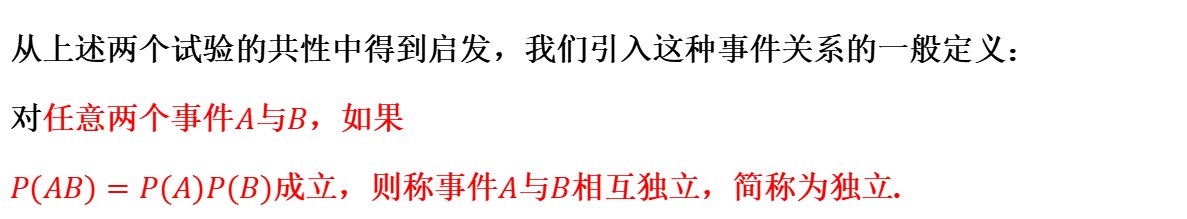 从上述两个试验的共性中得到启发，我们引入这种事件关系的一般定义：
对任意两个事件A与B，如果
P(AB) = P(A)P(B)成立，则称事件A与B相互独立，简称为独立.